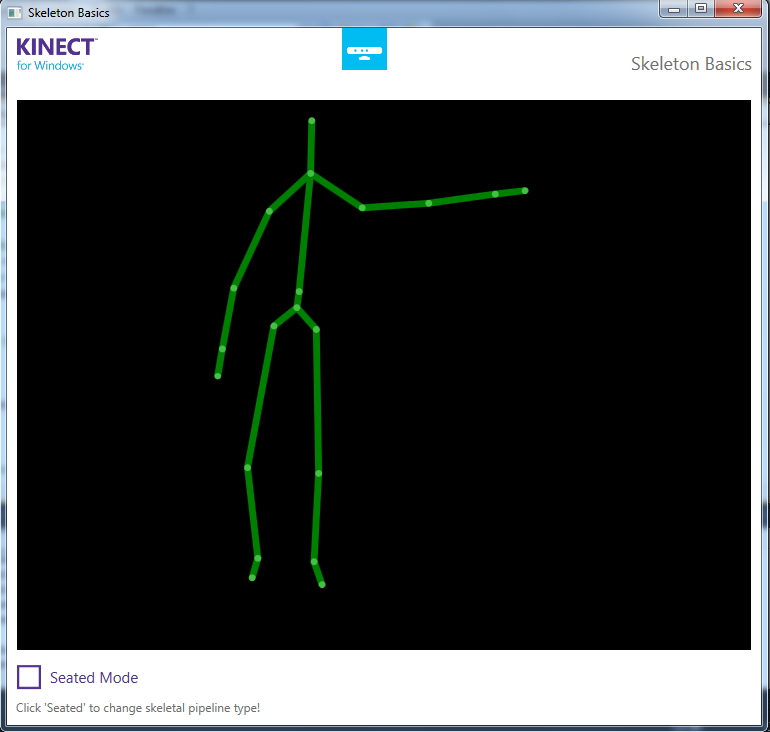 Skeleton Basics
KINECT™
for Windows®
Skeleton Basics
Seated Mode
Click 'Seated' to change skeletal pipeline type!